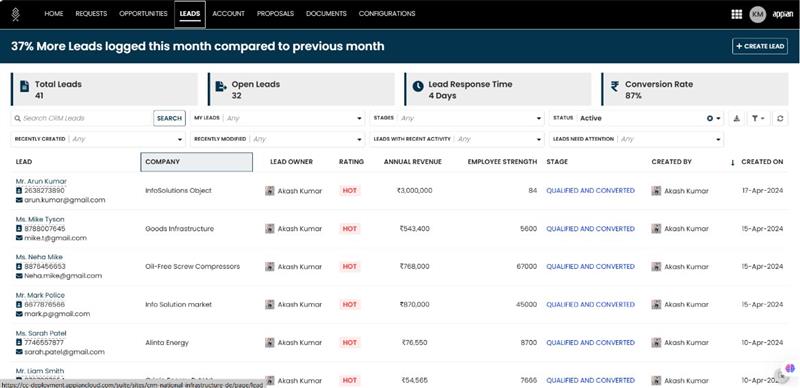 HOME REQUESTS OPPORTUNITIES LEADS ACCOUNT PROPOSALS DOCUMENTS CONFIGURATIONS KM appian
37% More Leads logged this month compared to previous month + CREATE LEAD
Total Leads Open Leads Lead Response Time Conversion Rate
41 32 4 Days 87%
Search CRM Leads SEARCH MY LEADS Any STAGES Any STATUS Active
RECENTLY CREATED Any RECENTLY MODIFIED Any LEADS WITH RECENT ACTIVITY Any LEADS NEED ATTENTION Any
LEAD COMPANY LEAD OWNER RATING ANNUAL REVENUE EMPLOYEE STRENGTH STAGE CREATED BY ↓ CREATED ON
Mr. Arun Kumar
2638273890 InfoSolutions Object Akash Kumar HOT ₹3,000,000 84 QUALIFIED AND CONVERTED Akash Kumar 17-Apr-2024
arun.kumar@gmail.com
Ms. Mike Tyson
8788007645 Goods Infrastructure Akash Kumar HOT ₹543,400 5600 QUALIFIED AND CONVERTED Akash Kumar 15-Apr-2024
mike.t@gmail.com
Ms. Neha Mike
8876456653 Oil-Free Screw Compressors Akash Kumar HOT ₹768,000 67000 QUALIFIED AND CONVERTED Akash Kumar 15-Apr-2024
Neha.mike@gmail.com
Mr. Mark Police
8677876566 Info Solution market Akash Kumar HOT ₹870,000 45000 QUALIFIED AND CONVERTED Akash Kumar 15-Apr-2024
mark.p@gmail.com
Ms. Sarah Patel
7746557877 Alinta Energy Akash Kumar HOT ₹76,550 8700 QUALIFIED AND CONVERTED Akash Kumar 10-Apr-2024
sarah.patel@gmail.com
Mr. Liam Smith
Akash Kumar HOT ₹54,565 7666 QUALIFIED AND CONVERTED Akash Kumar 10-Apr-2024
https://cc-deployment.appiancloud.com/suite/sites/crm-national-infrastructure-de/page/lead